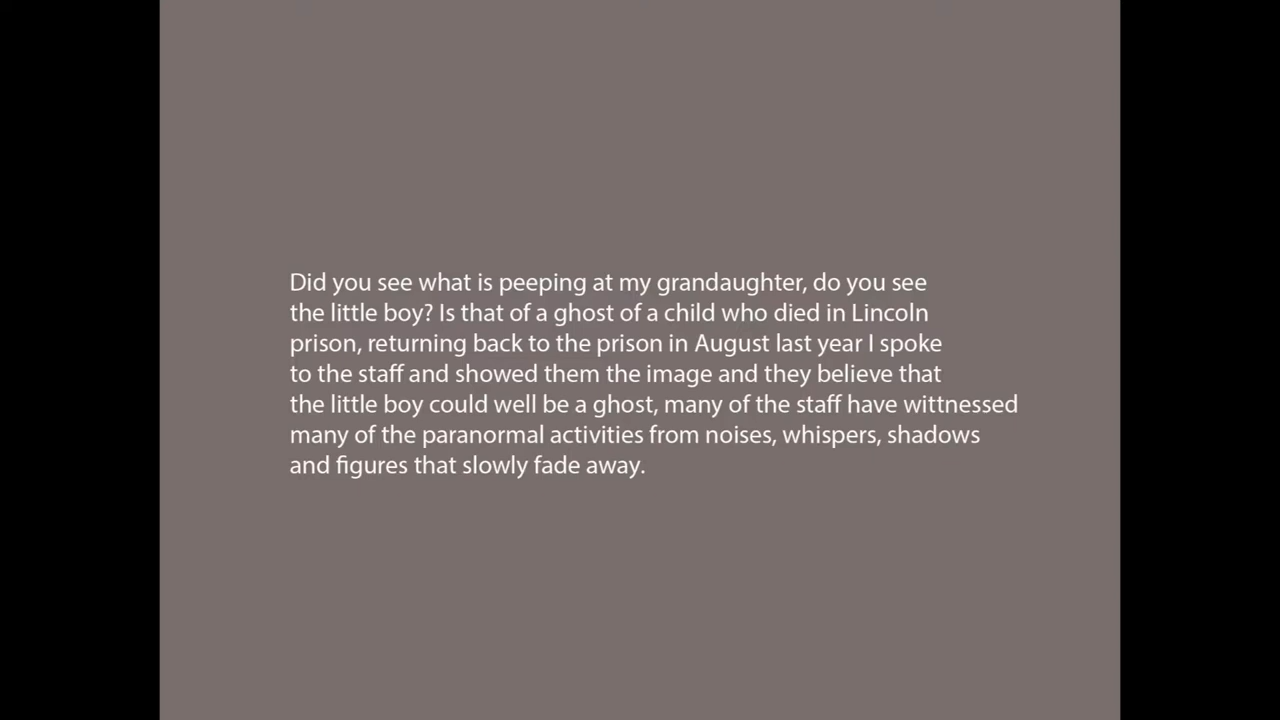 Did you see what is peeping at my grandaughter, do you see
the little boy? Is that of a ghost of a child who died in Lincoln
prison, returning back to the prison in August last year I spoke
to the staff and showed them the image and they believe that
the little boy could well be a ghost, many of the staff have wittnessed
many of the paranormal activities from noises, whispers, shadows
and figures that slowly fade away.